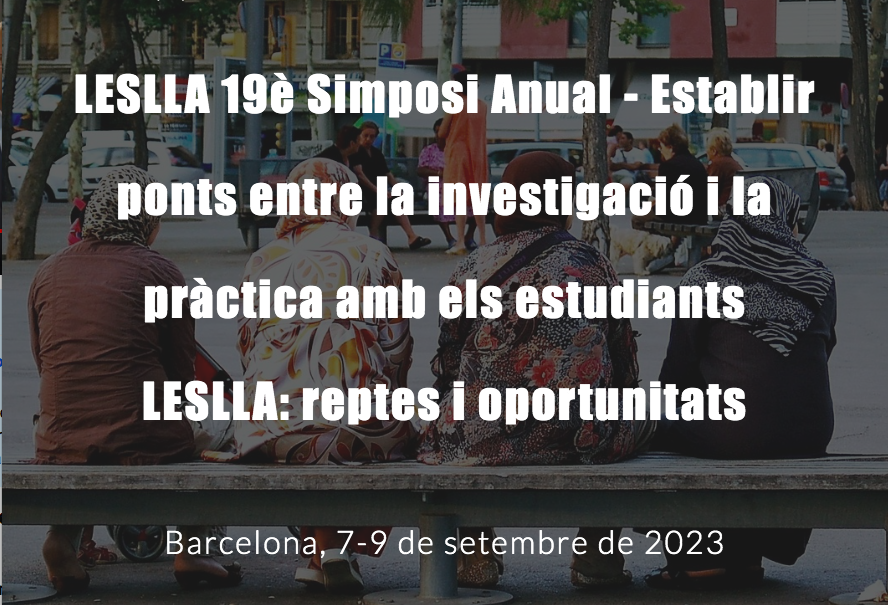 LESLLA 19è Simposi Anual - Establir
ponts entre la investigació i la
pràctica amb els estudiants
LESLLA: reptes i oportunitats
Barcelona, 7-9 de setembre de 2023